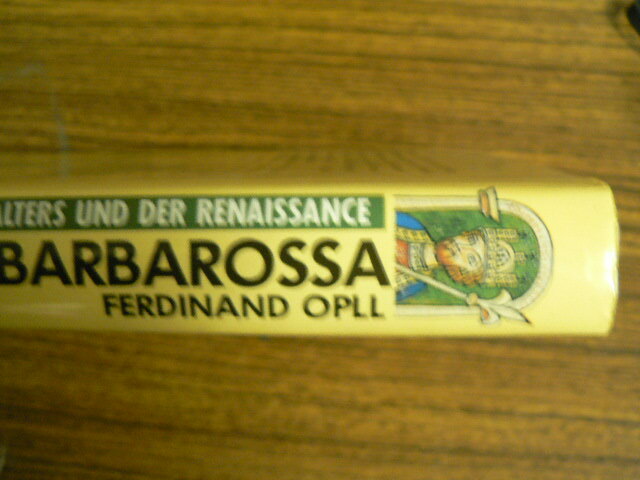 ALTERS UND DER RENAISSANCE
BARBAROSSA
FERDINAND OPLL